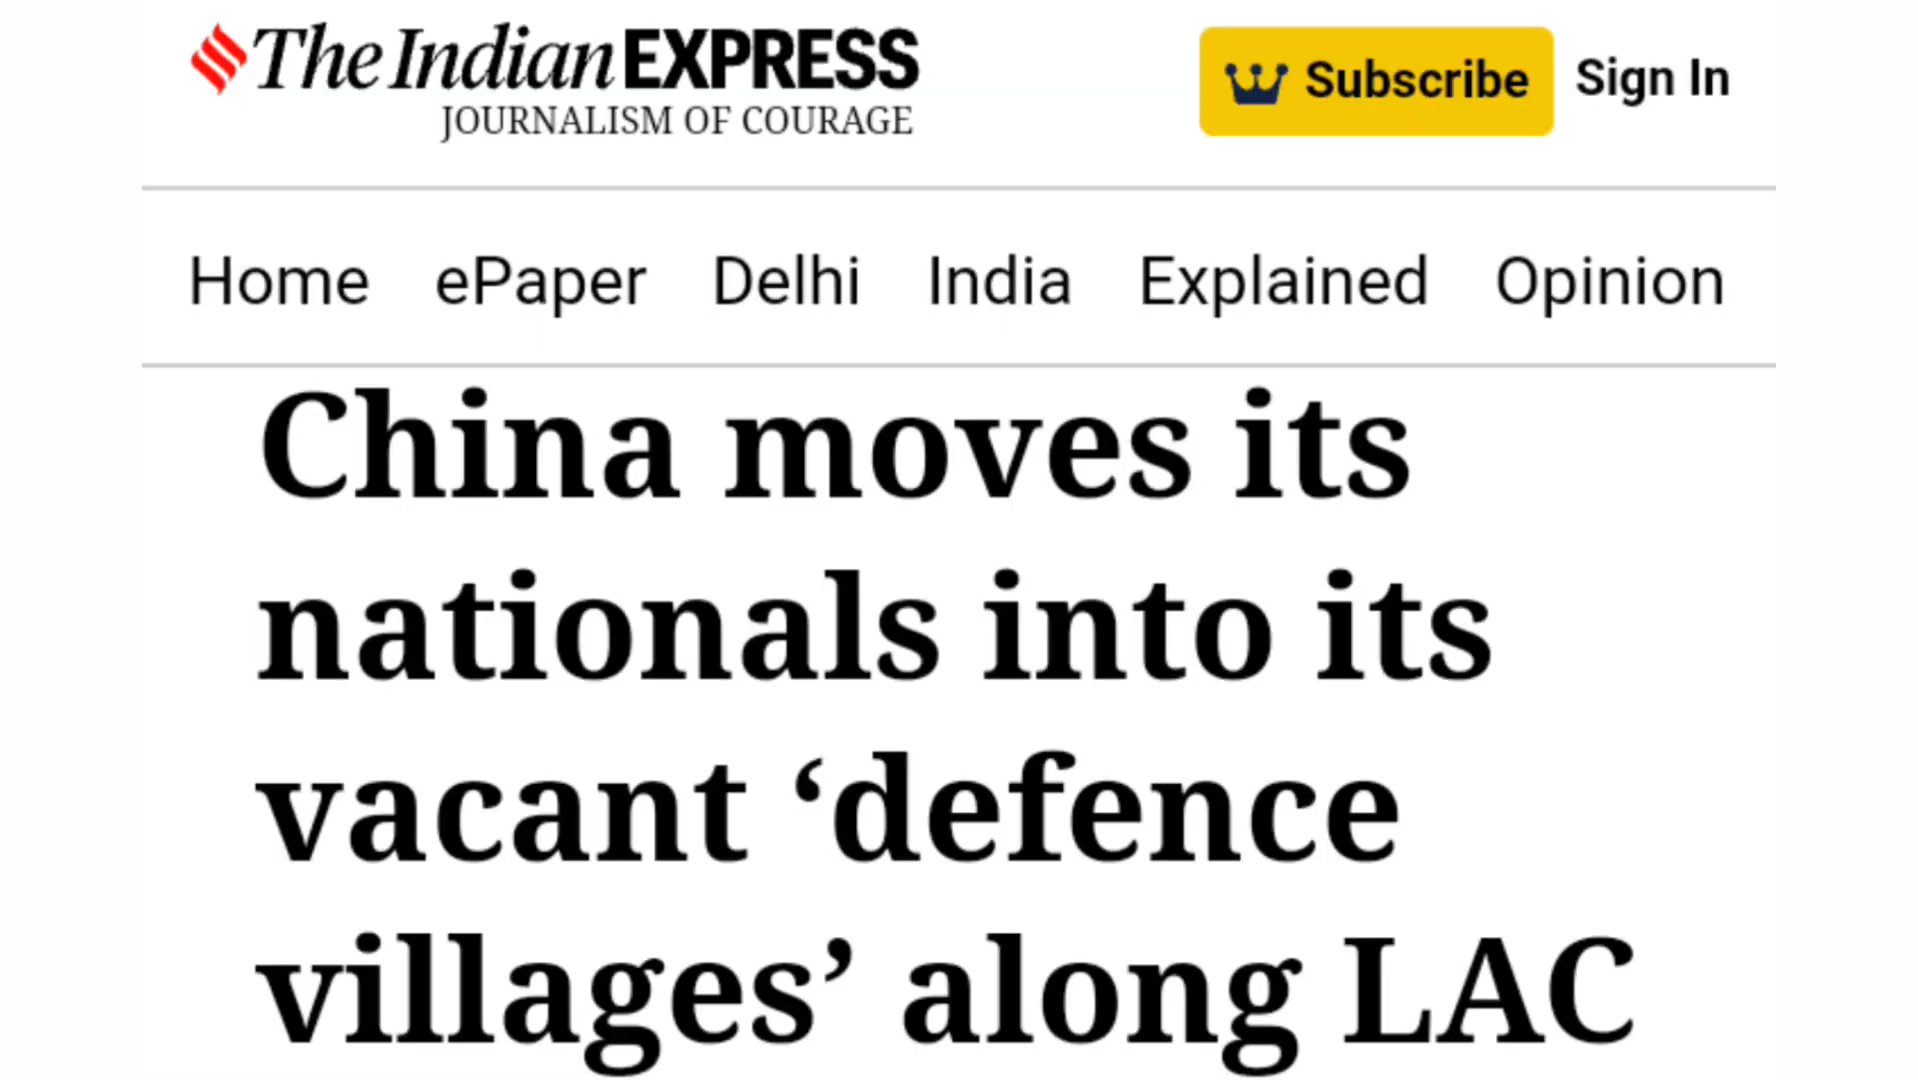 The Indian EXPRESS
JOURNALISM OF COURAGE
Subscribe
Sign In
Home ePaper Delhi India Explained Opinion
China moves its
nationals into its
vacant ‘defence
villages’ along LAC